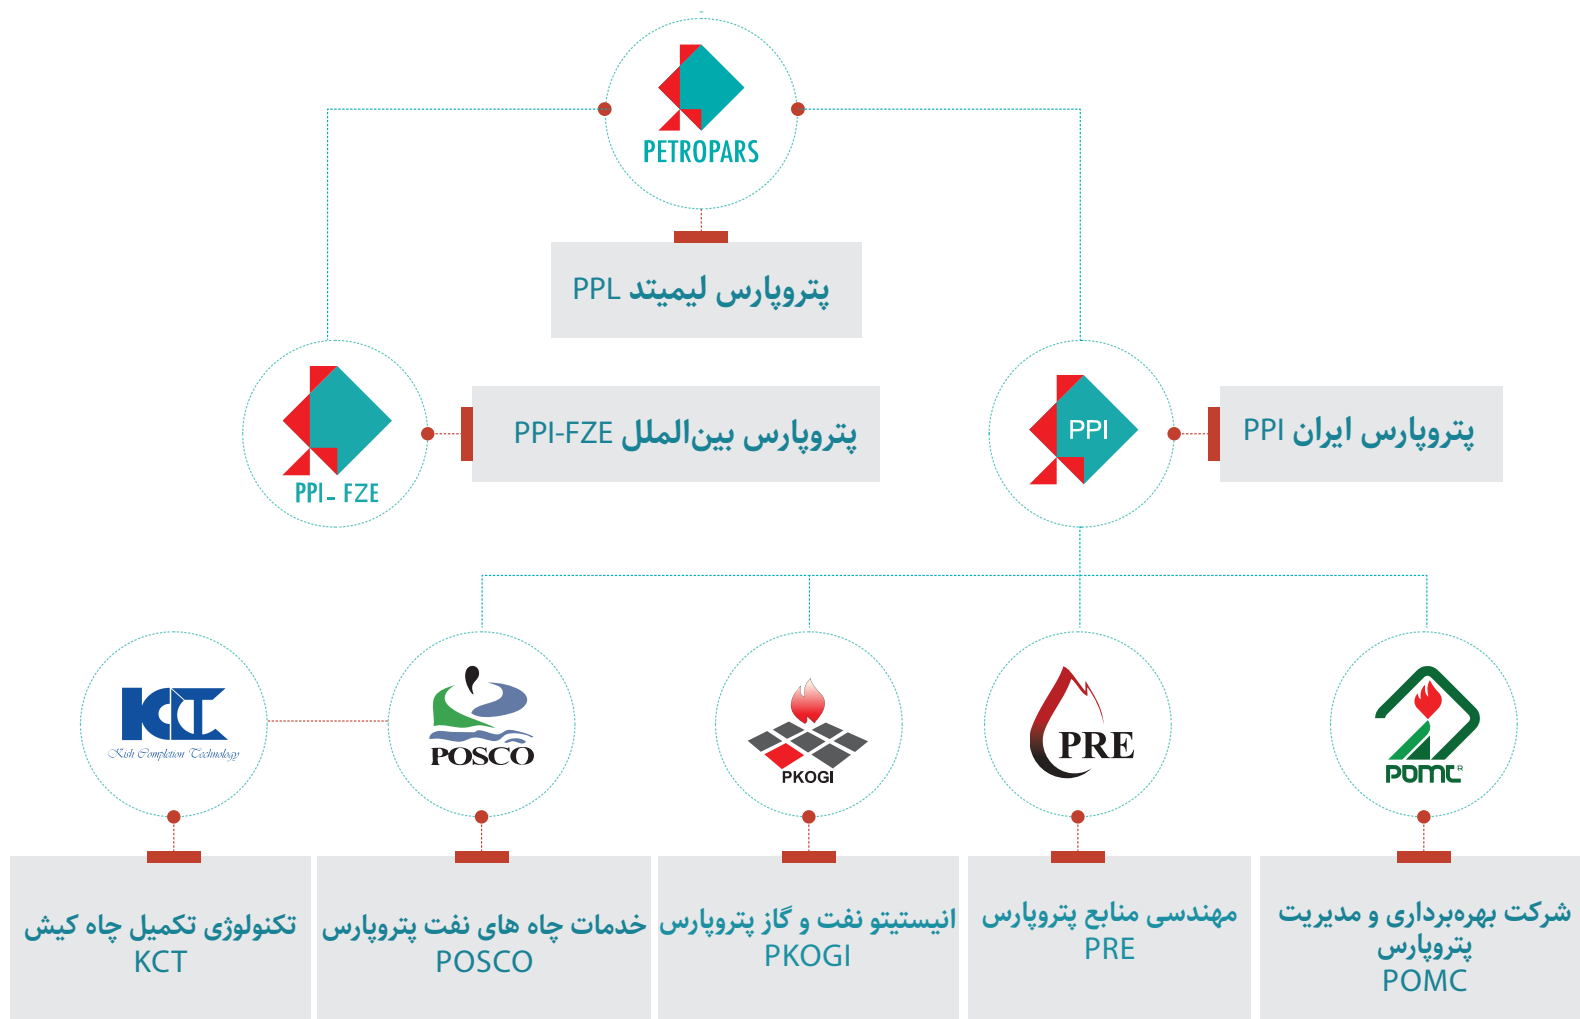 PETROPARS
پتروپارس لیمیتد PPL
PPI
پتروپارس ایران PPI
PPI- FZE
پتروپارس بین‌الملل PPI-FZE
POMC R
PRE
PKOGI
POSCO
KCT
Kish Completion Technology
شرکت بهره‌برداری و مدیریت
پتروپارس
POMC
مهندسی منابع پتروپارس
PRE
انیستیتو نفت و گاز پتروپارس
PKOGI
خدمات چاه های نفت پتروپارس
POSCO
تکنولوژی تکمیل چاه کیش
KCT